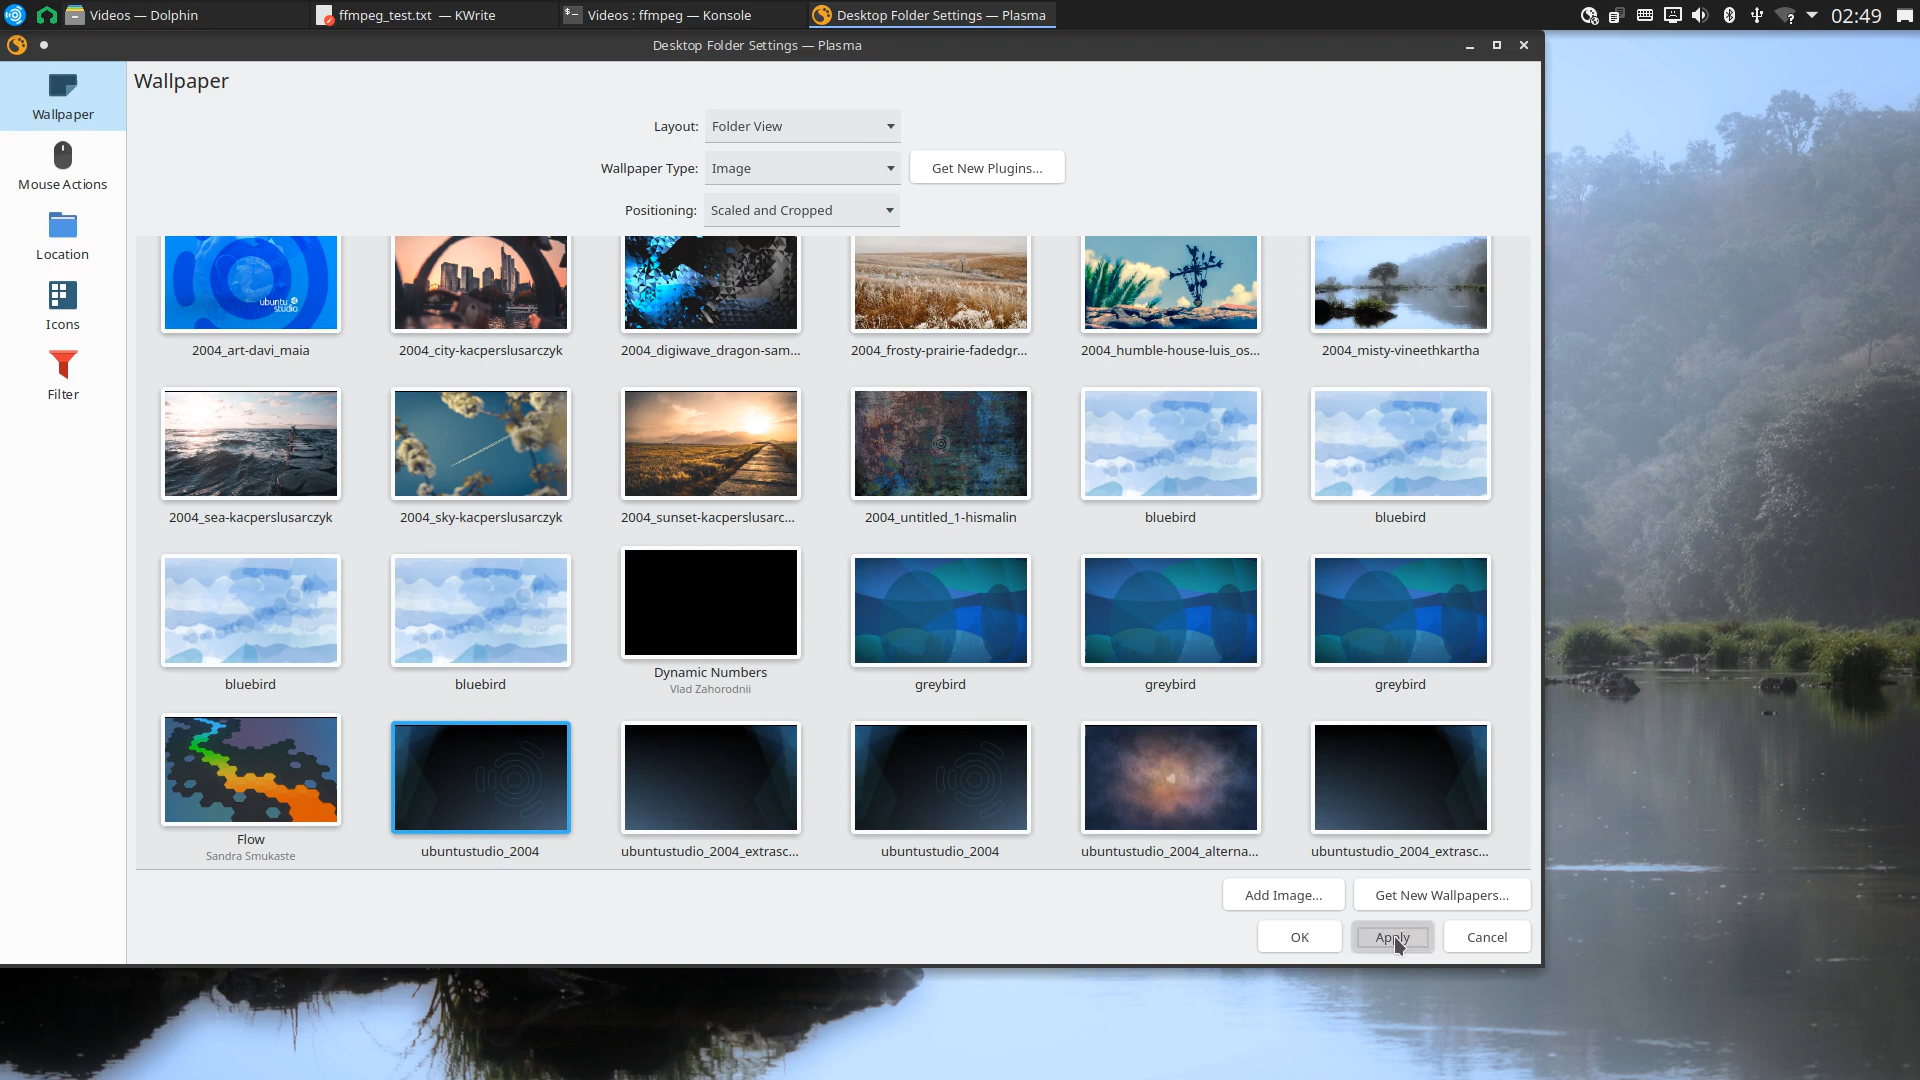 Videos — Dolphin
ffmpeg_test.txt — KWrite
Videos : ffmpeg — Konsole
Desktop Folder Settings — Plasma
02:49
Desktop Folder Settings — Plasma
Wallpaper
Mouse Actions
Location
Icons
Filter
Wallpaper
Layout: Folder View
Wallpaper Type: Image Get New Plugins...
Positioning: Scaled and Cropped
ubuntu
studio
2004_art-davi_maia 2004_city-kacperslusarczyk 2004_digiwave_dragon-sam... 2004_frosty-prairie-fadedgr... 2004_humble-house-luis_os... 2004_misty-vineethkartha
2004_sea-kacperslusarczyk 2004_sky-kacperslusarczyk 2004_sunset-kacperslusarc... 2004_untitled_1-hismalin bluebird bluebird
bluebird bluebird Dynamic Numbers greybird greybird greybird
Vlad Zahorodnii
Flow ubuntustudio_2004 ubuntustudio_2004_extrasc... ubuntustudio_2004 ubuntustudio_2004_alterna... ubuntustudio_2004_extrasc...
Sandra Smukaste
Add Image... Get New Wallpapers...
OK Apply Cancel